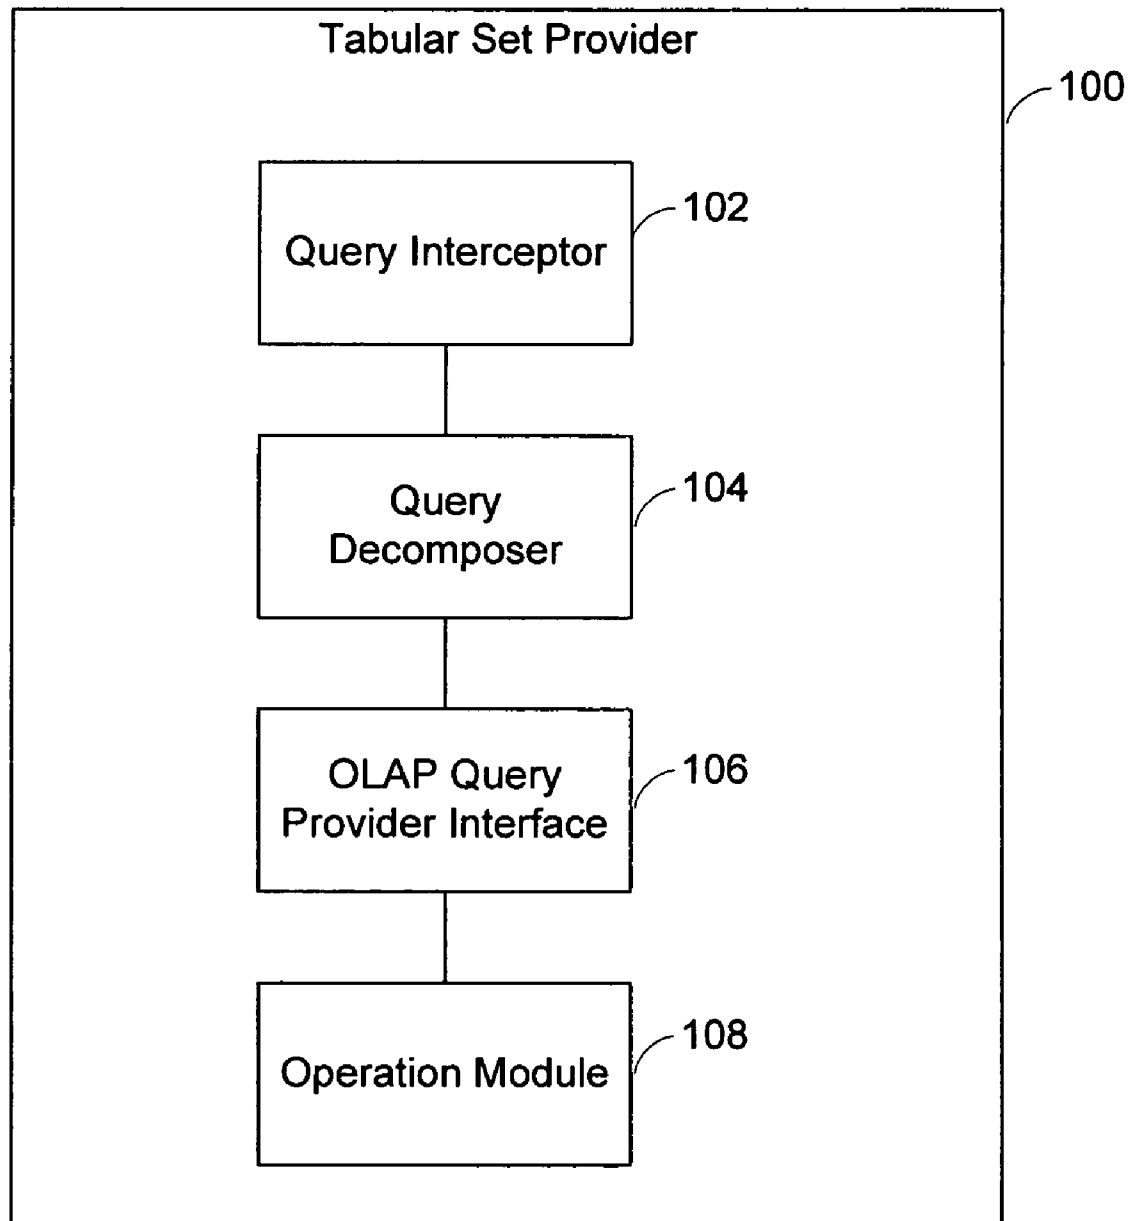 Tabular Set Provider
100
Query Interceptor
102
Query
Decomposer
104
OLAP Query
Provider Interface
106
Operation Module
108